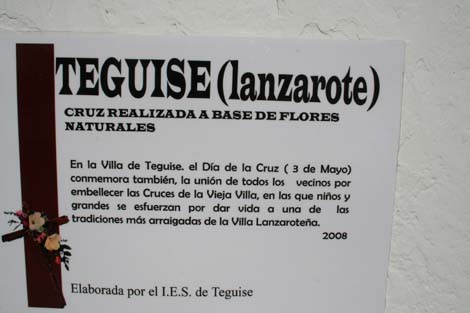 TEGUISE (lanzarote)
CRUZ REALIZADA A BASE DE FLORES
NATURALES
En la Villa de Teguise. el Día de la Cruz ( 3 de Mayo)
conmemora también, la unión de todos los vecinos por
embellecer las Cruces de la Vieja Villa, en las que niños y
grandes se esfuerzan por dar vida a una de las
tradiciones más arraigadas de la Villa Lanzaroteña.
2008
Elaborada por el I.E.S. de Teguise